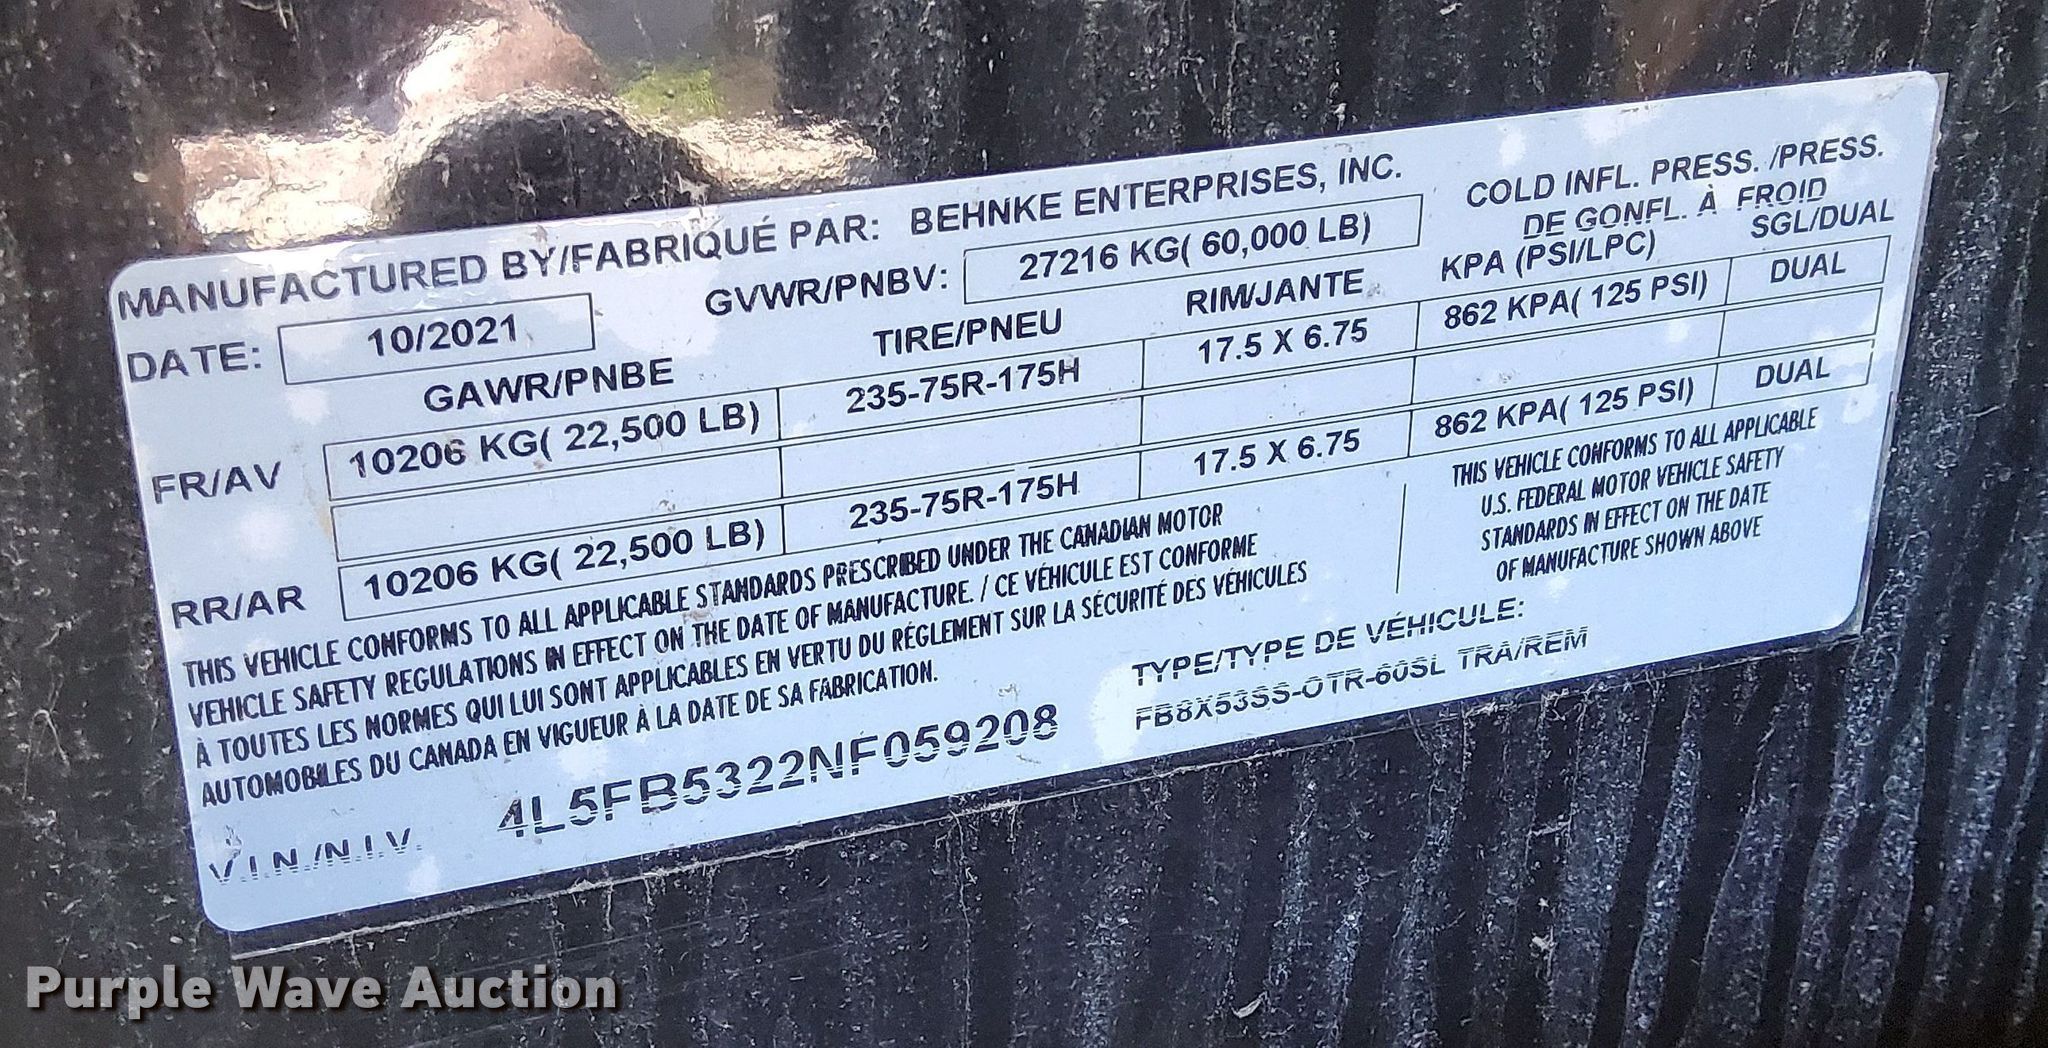 MANUFACTURED BY/FABRIQUÉ PAR: BEHNKE ENTERPRISES, INC.
DATE: 10/2021 GVWR/PNBV: 27216 KG( 60,000 LB)
COLD INFL. PRESS. /PRESS.
DE GONFL. À FROID
GAWR/PNBE TIRE/PNEU RIM/JANTE KPA (PSI/LPC) SGL/DUAL
FR/AV 10206 KG( 22,500 LB) 235-75R-175H 17.5 X 6.75 862 KPA( 125 PSI) DUAL
RR/AR 10206 KG( 22,500 LB) 235-75R-175H 17.5 X 6.75 862 KPA( 125 PSI) DUAL
THIS VEHICLE CONFORMS TO ALL APPLICABLE STANDARDS PRESCRIBED UNDER THE CANADIAN MOTOR
VEHICLE SAFETY REGULATIONS IN EFFECT ON THE DATE OF MANUFACTURE. / CE VÉHICULE EST CONFORME
À TOUTES LES NORMES QUI LUI SONT APPLICABLES EN VERTU DU RÉGLEMENT SUR LA SÉCURITÉ DES VÉHICULES
AUTOMOBILES DU CANADA EN VIGUEUR À LA DATE DE SA FABRICATION.
THIS VEHICLE CONFORMS TO ALL APPLICABLE
U.S. FEDERAL MOTOR VEHICLE SAFETY
STANDARDS IN EFFECT ON THE DATE
OF MANUFACTURE SHOWN ABOVE
V.I.N./N.I.V. 4L5FB5322NF059208
TYPE/TYPE DE VÉHICULE:
FB8X53SS-OTR-60SL TRA/REM
Purple Wave Auction